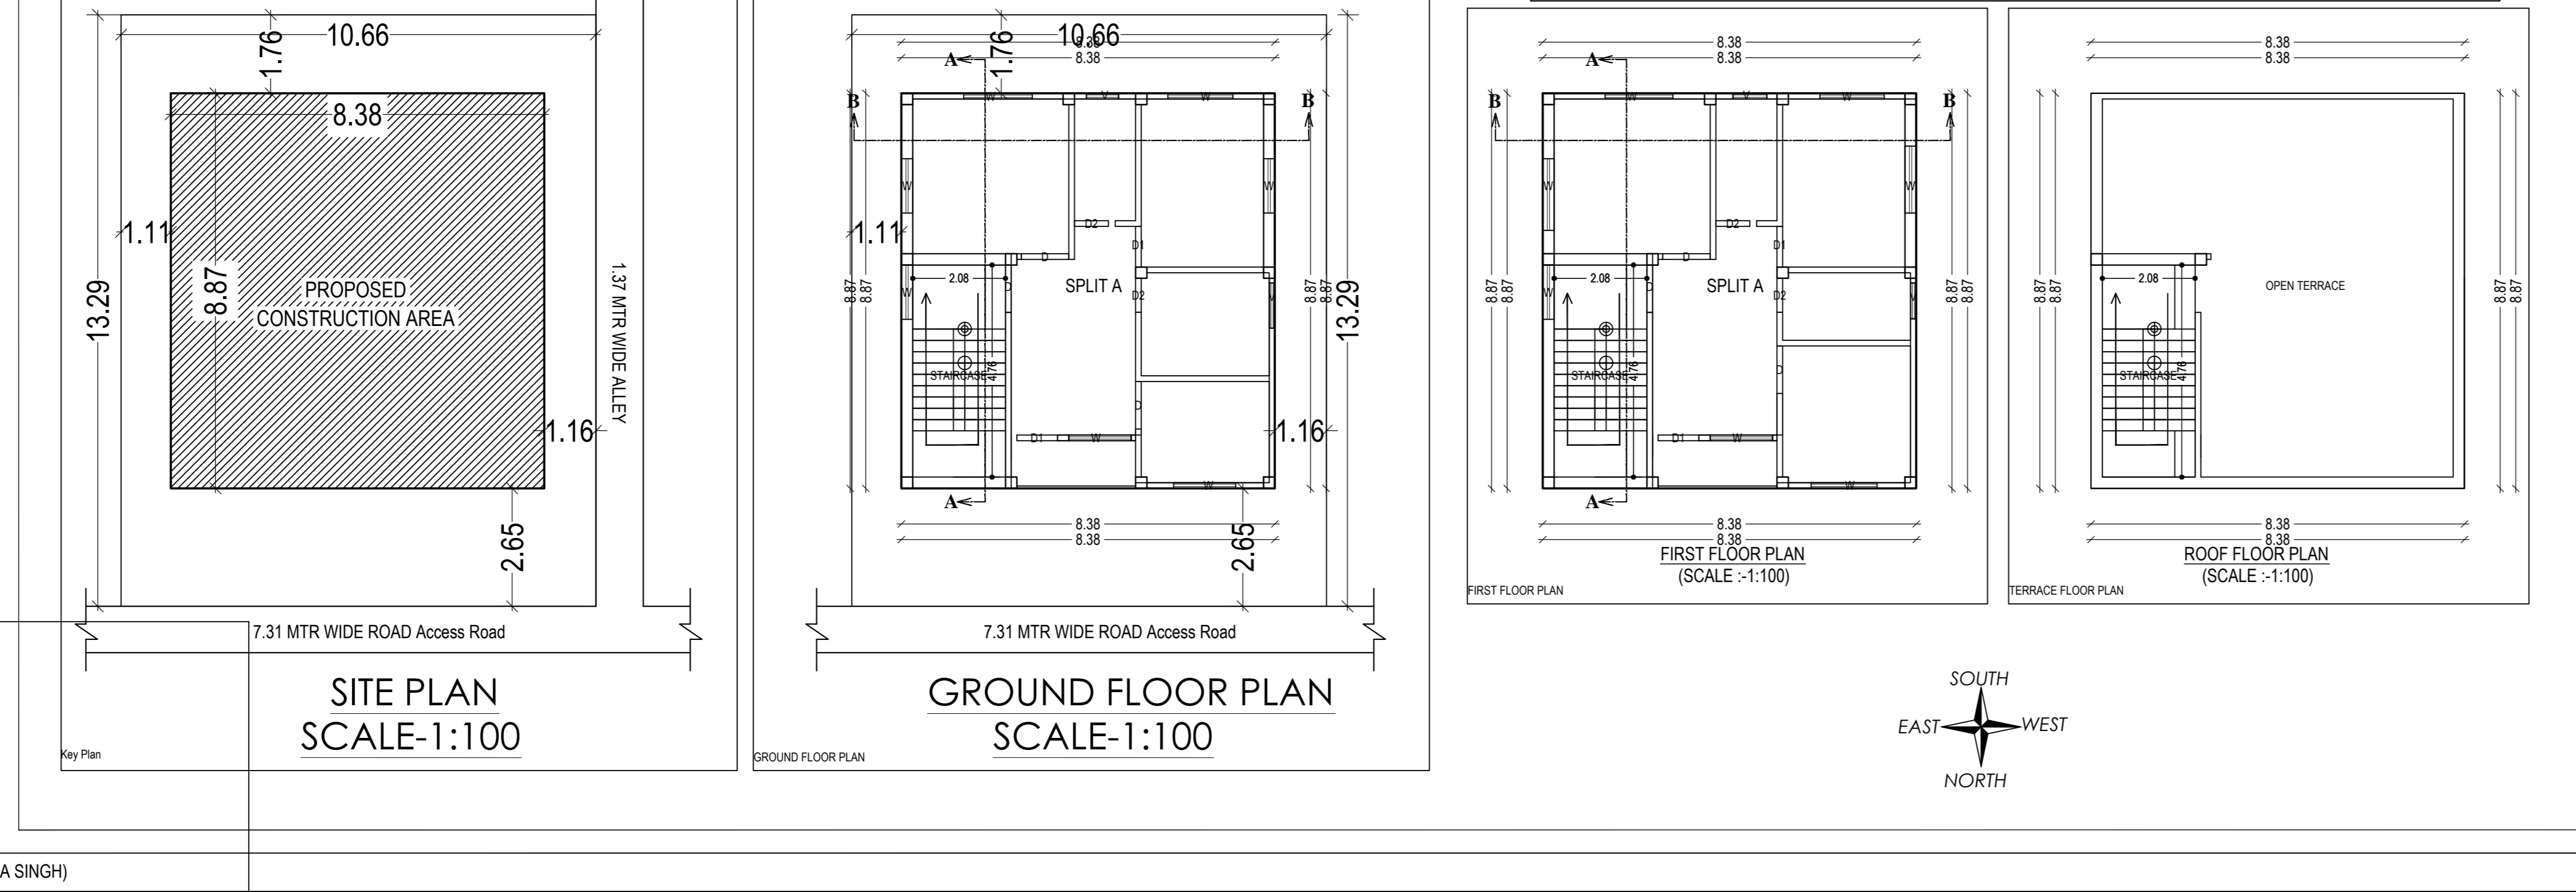 10.66
1.76
8.38
1.11
8.87
13.29
PROPOSED
CONSTRUCTION AREA
1.37 MTR WIDE ALLEY
1.16
2.65
7.31 MTR WIDE ROAD Access Road
SITE PLAN
SCALE-1:100
Key Plan
10.66
8.38
8.38
1.76
A
B
B
W
V
W
W
W
1.11
D2
D1
D
2.08
SPLIT A
D
D2
W
V
8.87
8.87
8.87
8.87
13.29
STAIRCASE
4.76
D
D1
W
1.16
W
A
8.38
8.38
2.65
7.31 MTR WIDE ROAD Access Road
GROUND FLOOR PLAN
SCALE-1:100
GROUND FLOOR PLAN
8.38
8.38
A
B
B
W
V
W
W
W
D2
D1
D
2.08
SPLIT A
D
D2
W
V
8.87
8.87
8.87
8.87
STAIRCASE
4.76
D
D1
W
W
A
8.38
8.38
FIRST FLOOR PLAN
(SCALE :-1:100)
FIRST FLOOR PLAN
8.38
8.38
2.08
OPEN TERRACE
8.87
8.87
8.87
8.87
STAIRCASE
4.76
8.38
8.38
ROOF FLOOR PLAN
(SCALE :-1:100)
TERRACE FLOOR PLAN
SOUTH
EAST
WEST
NORTH
A SINGH)